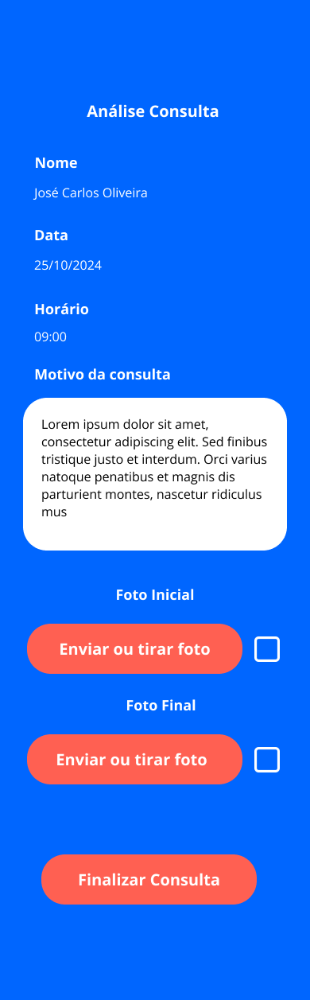 Análise Consulta
Nome
José Carlos Oliveira
Data
25/10/2024
Horário
09:00
Motivo da consulta
Lorem ipsum dolor sit amet,
consectetur adipiscing elit. Sed finibus
tristique justo et interdum. Orci varius
natoque penatibus et magnis dis
parturient montes, nascetur ridiculus
mus
Foto Inicial
Enviar ou tirar foto
Foto Final
Enviar ou tirar foto
Finalizar Consulta